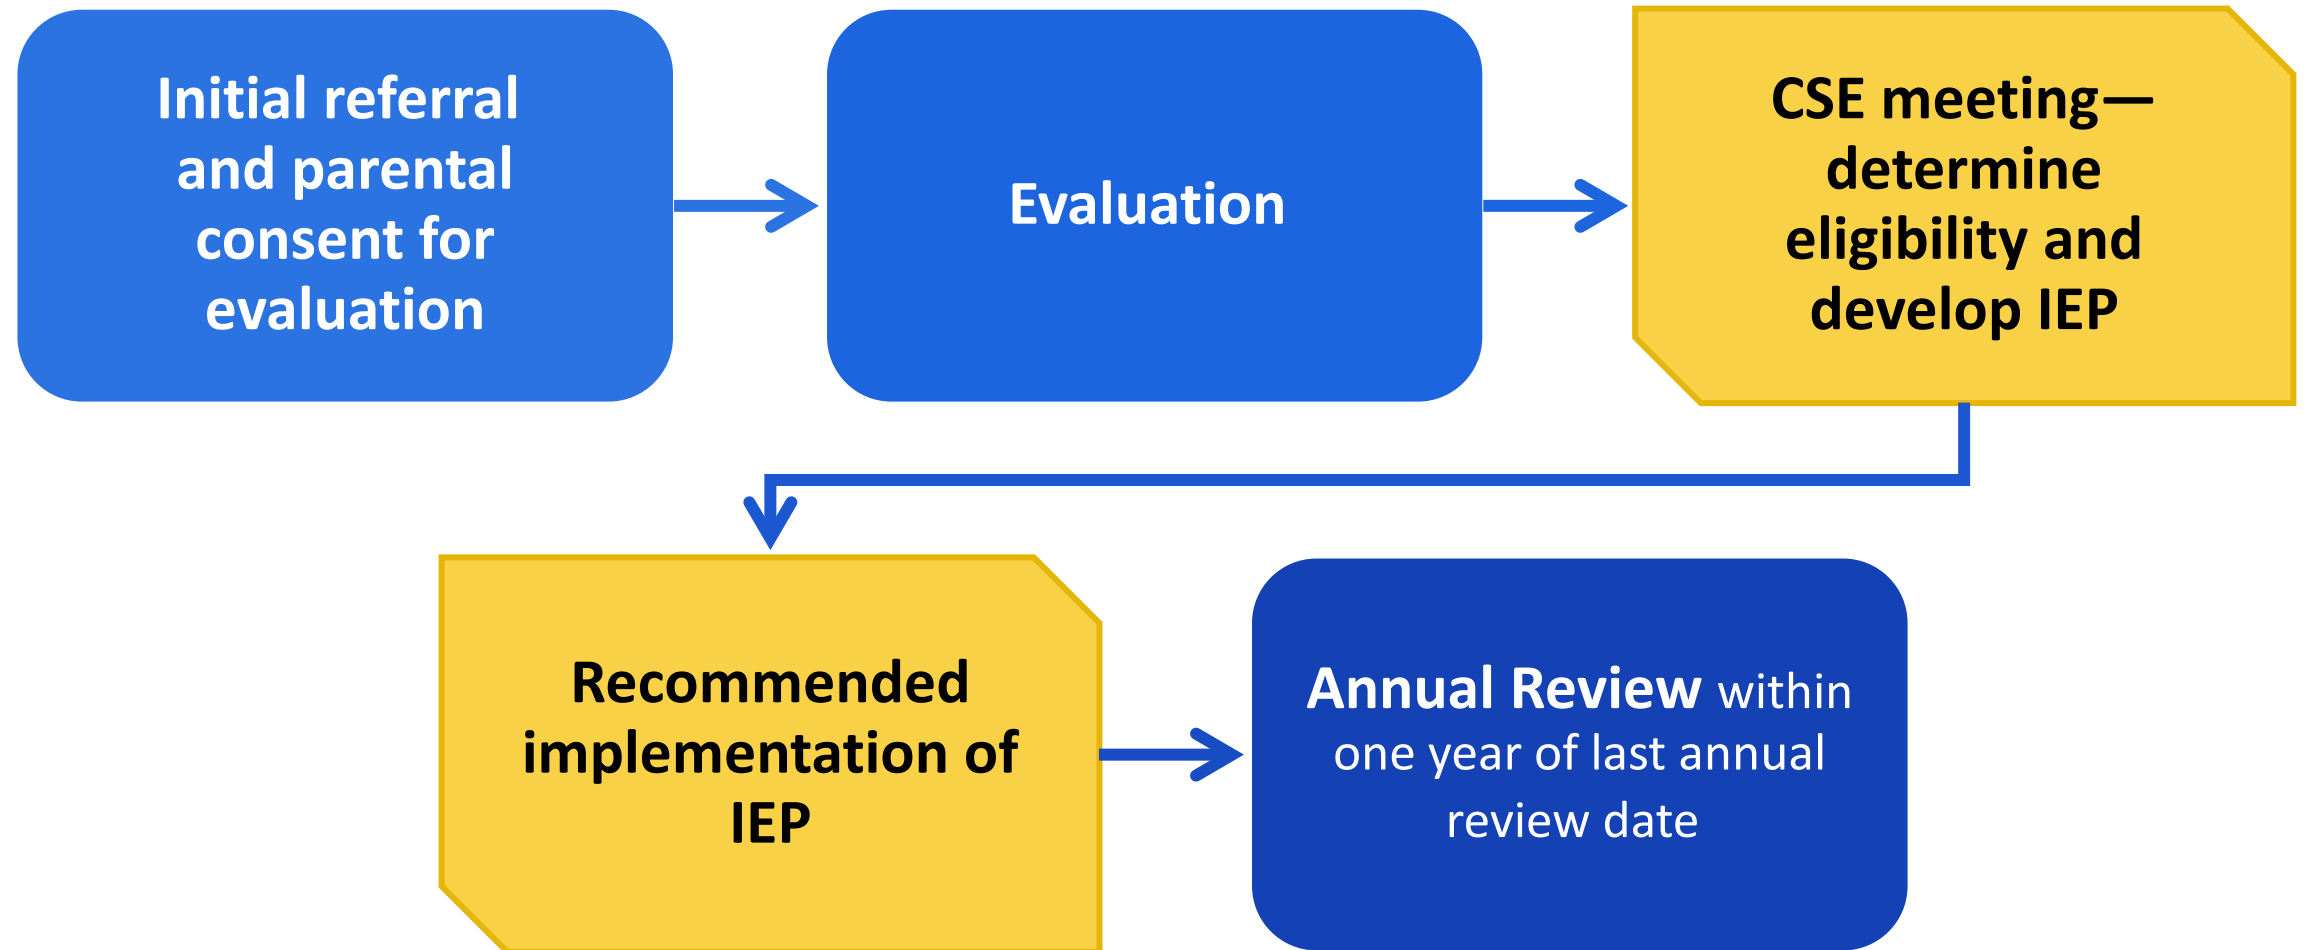 Initial referral
and parental
consent for
evaluation
Evaluation
CSE meeting—
determine
eligibility and
develop IEP
Recommended
implementation of
IEP
Annual Review within
one year of last annual
review date